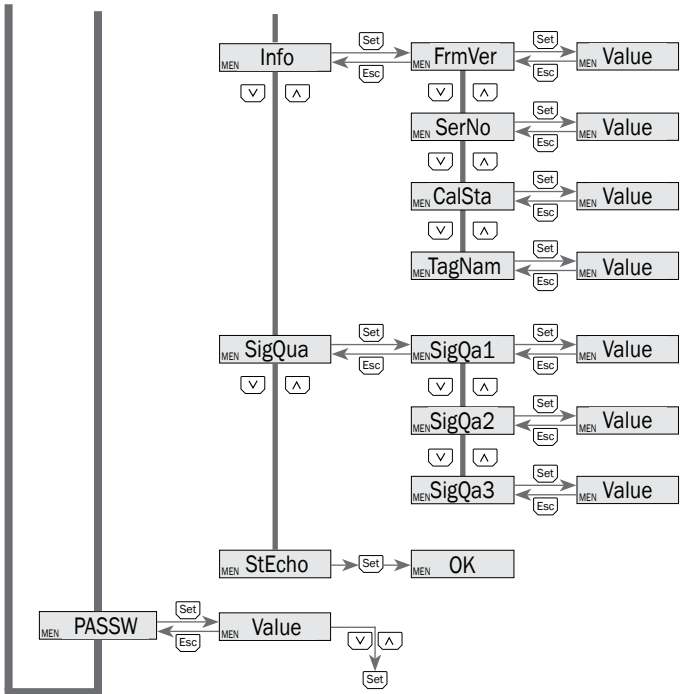 Set Set
MEN Info MEN FrmVer MEN Value
Esc Esc
Set
MEN SerNo MEN Value
Esc
Set
MEN CalSta MEN Value
Esc
Set
MEN TagNam MEN Value
Esc
Set Set
MEN SigQua MEN SigQa1 MEN Value
Esc Esc
Set
MEN SigQa2 MEN Value
Esc
Set
MEN SigQa3 MEN Value
Esc
MEN StEcho Set MEN OK
Set
MEN PASSW MEN Value
Esc
Set